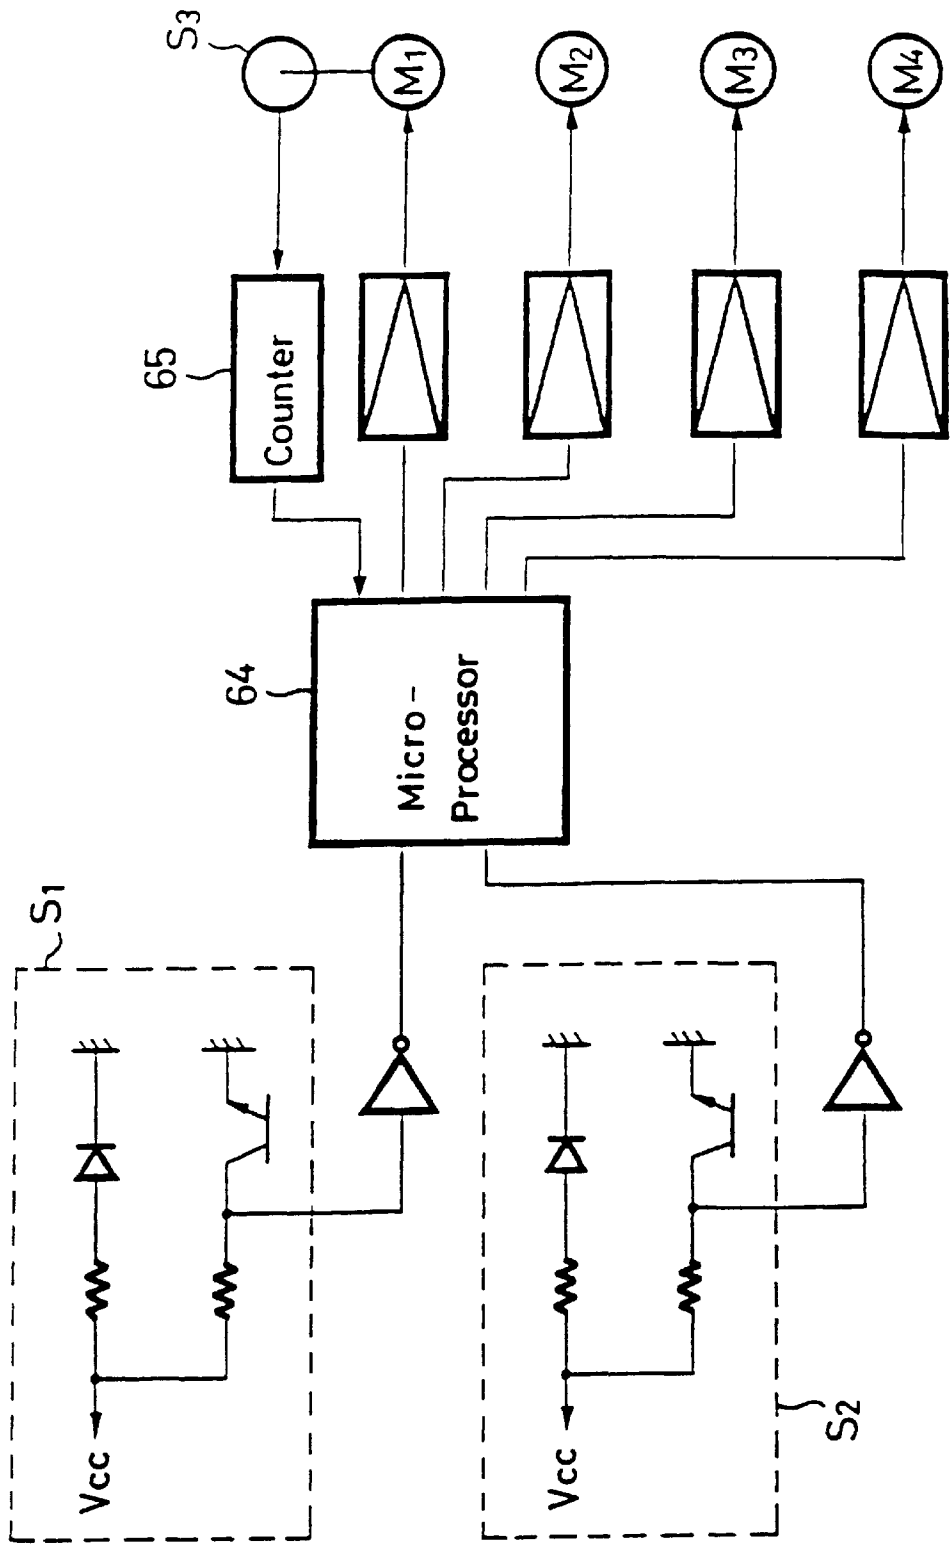 S1
Vcc
S2
Vcc
64
Micro-
Processor
65
Counter
S3
M1
M2
M3
M4